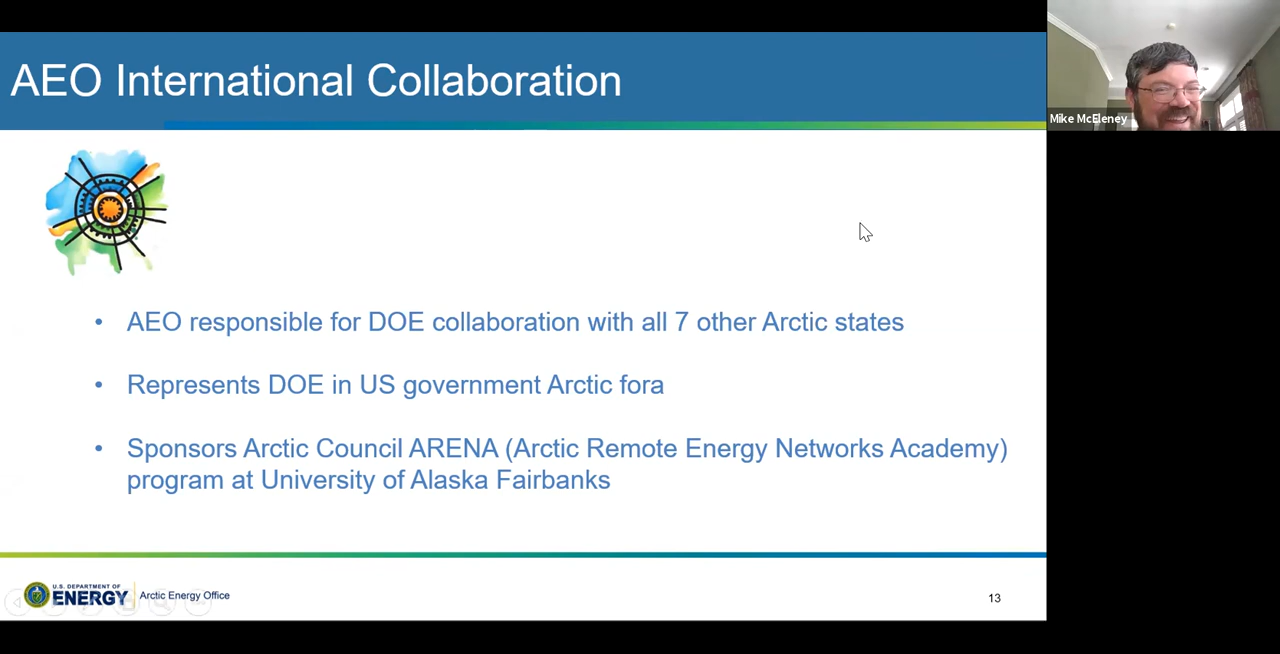 AEO International Collaboration
Mike McEleney
• AEO responsible for DOE collaboration with all 7 other Arctic states
• Represents DOE in US government Arctic fora
• Sponsors Arctic Council ARENA (Arctic Remote Energy Networks Academy)
program at University of Alaska Fairbanks
U.S. DEPARTMENT OF
ENERGY
Arctic Energy Office
13